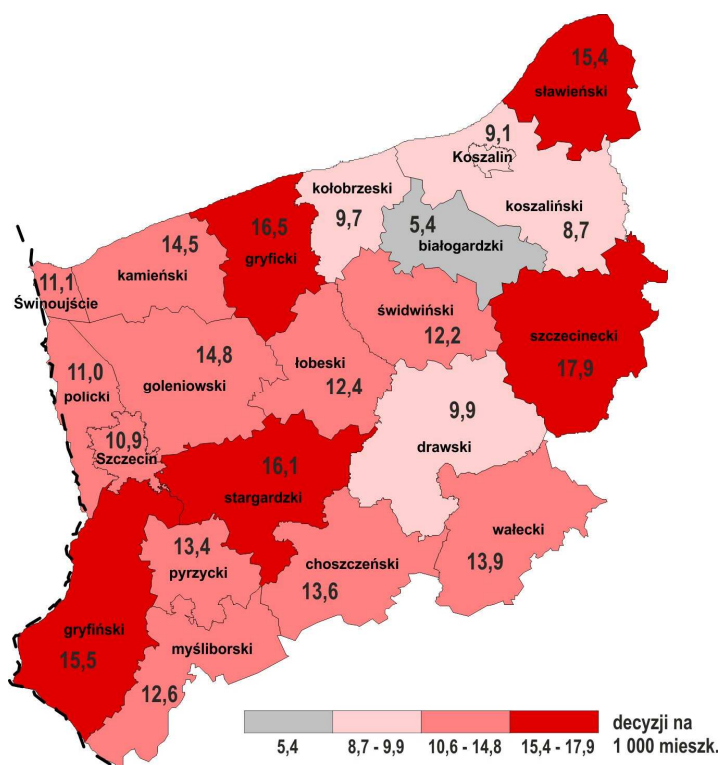 15,4
sławieński
9,1
Koszalin
kołobrzeski
9,7
koszaliński
8,7
5,4
białogardzki
16,5
gryficki
14,5
kamieński
11,1
Świnoujście
świdwiński
12,2
szczecinecki
17,9
14,8
goleniowski
łobeski
12,4
11,0
policki
9,9
drawski
10,9
Szczecin
16,1
stargardzki
wałecki
13,9
13,4
pyrzycki
choszczeński
13,6
gryfiński
15,5
myśliborski
12,6
decyzji na
1 000 mieszk.
5,4
8,7 - 9,9
10,6 - 14,8
15,4 - 17,9